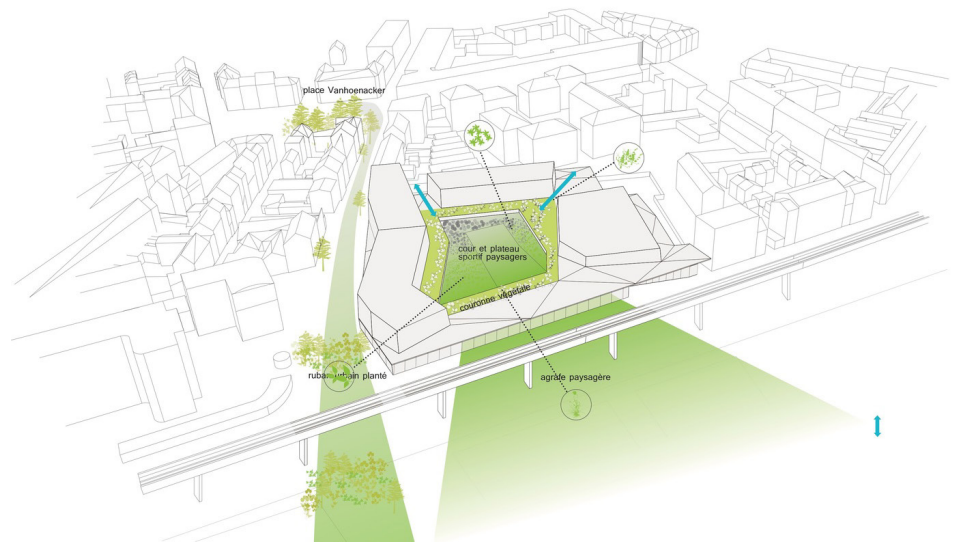 place Vanhoenacker
cour et plateau
sportif paysagers
couronne végétale
ruban urbain planté
agrafe paysagère